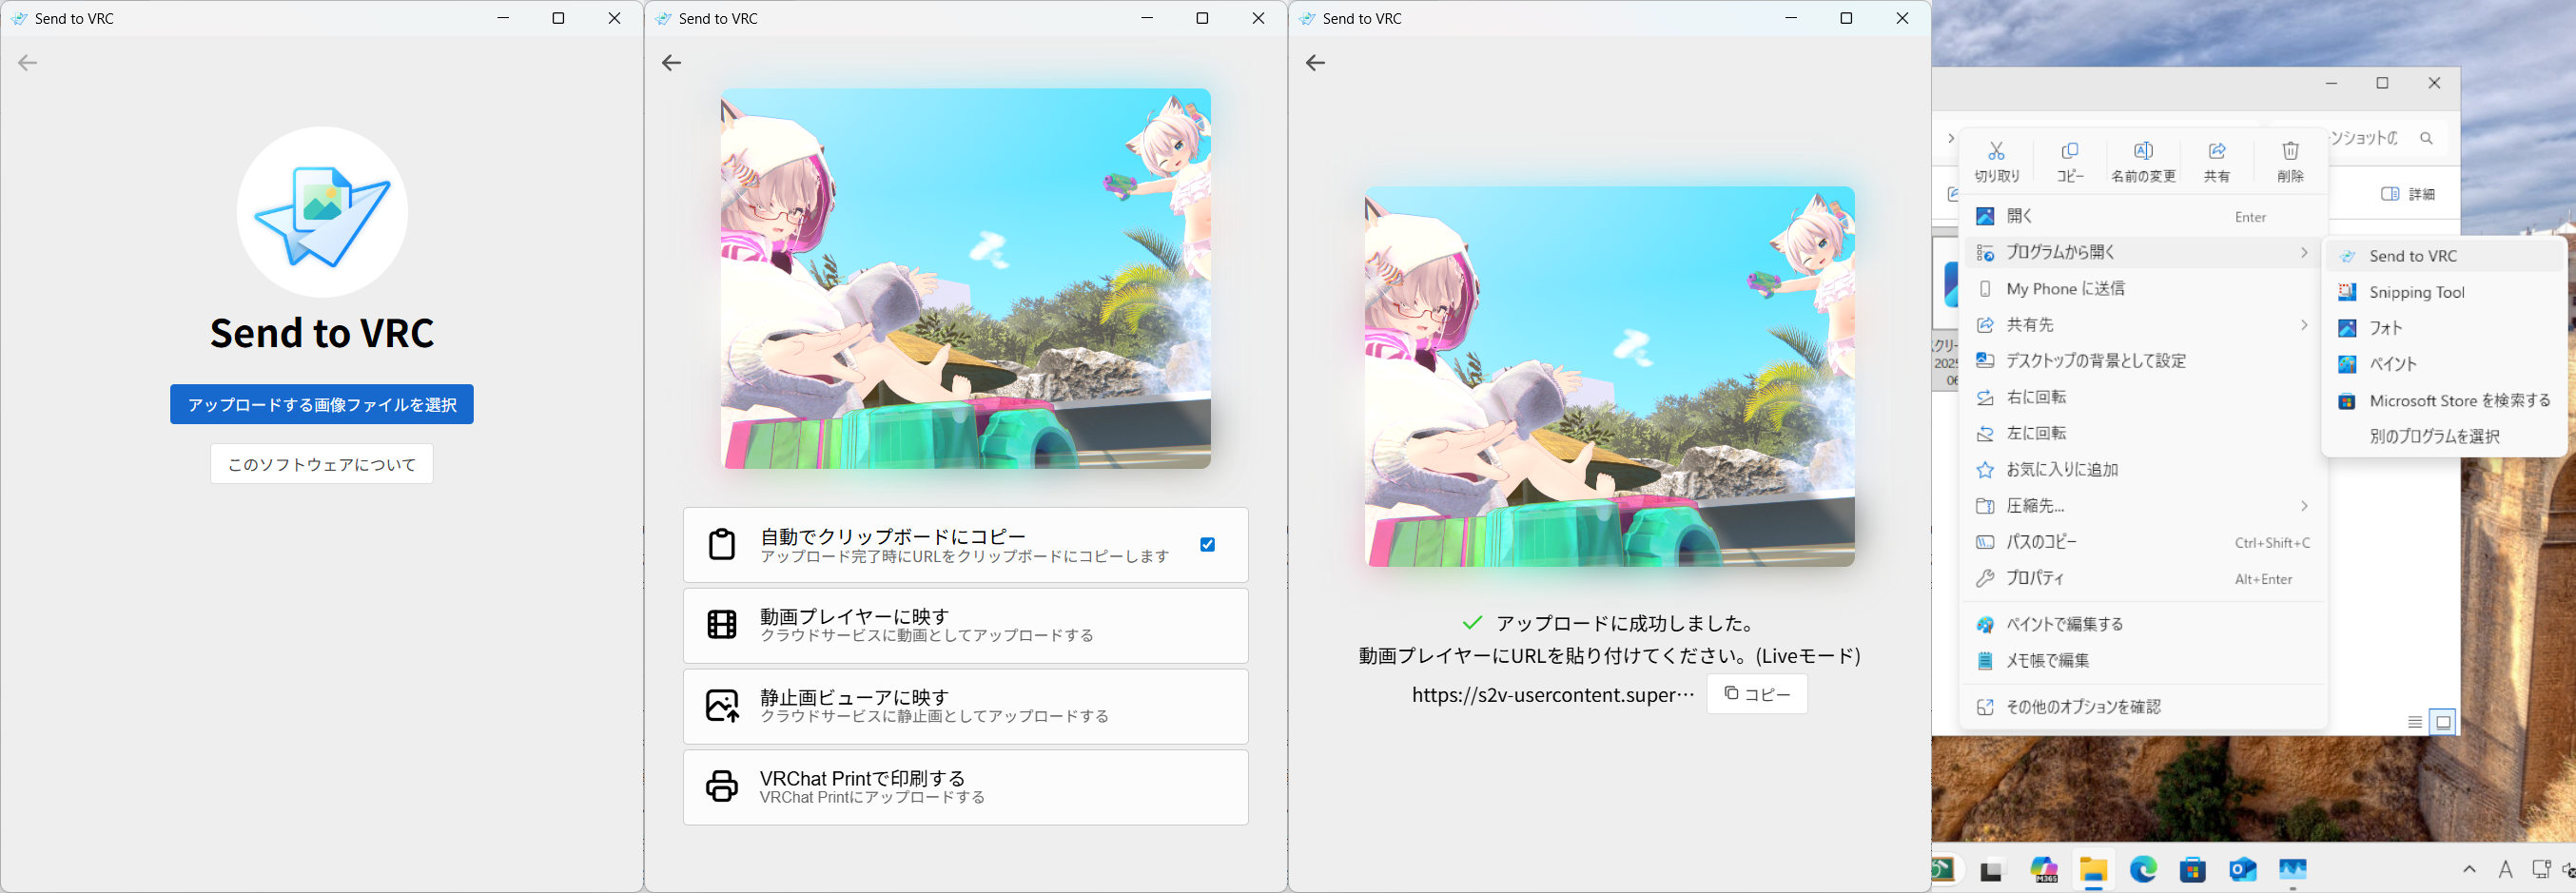 Send to VRC
Send to VRC
アップロードする画像ファイルを選択
このソフトウェアについて
Send to VRC
自動でクリップボードにコピー
アップロード完了時にURLをクリップボードにコピーします
動画プレイヤーに映す
クラウドサービスに動画としてアップロードする
静止画ビューアに映す
クラウドサービスに静止画としてアップロードする
VRChat Printで印刷する
VRChat Printにアップロードする
Send to VRC
アップロードに成功しました。
動画プレイヤーにURLを貼り付けてください。(Liveモード)
https://s2v-usercontent.super…
コピー
ンショットの
切り取り
コピー
名前の変更
共有
削除
詳細
開く Enter
プログラムから開く
My Phone に送信
共有先
デスクトップの背景として設定
右に回転
左に回転
お気に入りに追加
圧縮先...
パスのコピー Ctrl+Shift+C
プロパティ Alt+Enter
ペイントで編集する
メモ帳で編集
その他のオプションを確認
Send to VRC
Snipping Tool
フォト
ペイント
Microsoft Store を検索する
別のプログラムを選択
スクリー
2025
06
M365
A